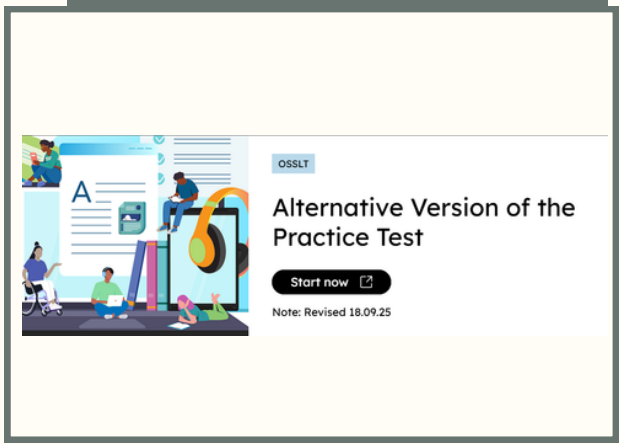 A
OSSLT
Alternative Version of the
Practice Test
Start now
Note: Revised 18.09.25